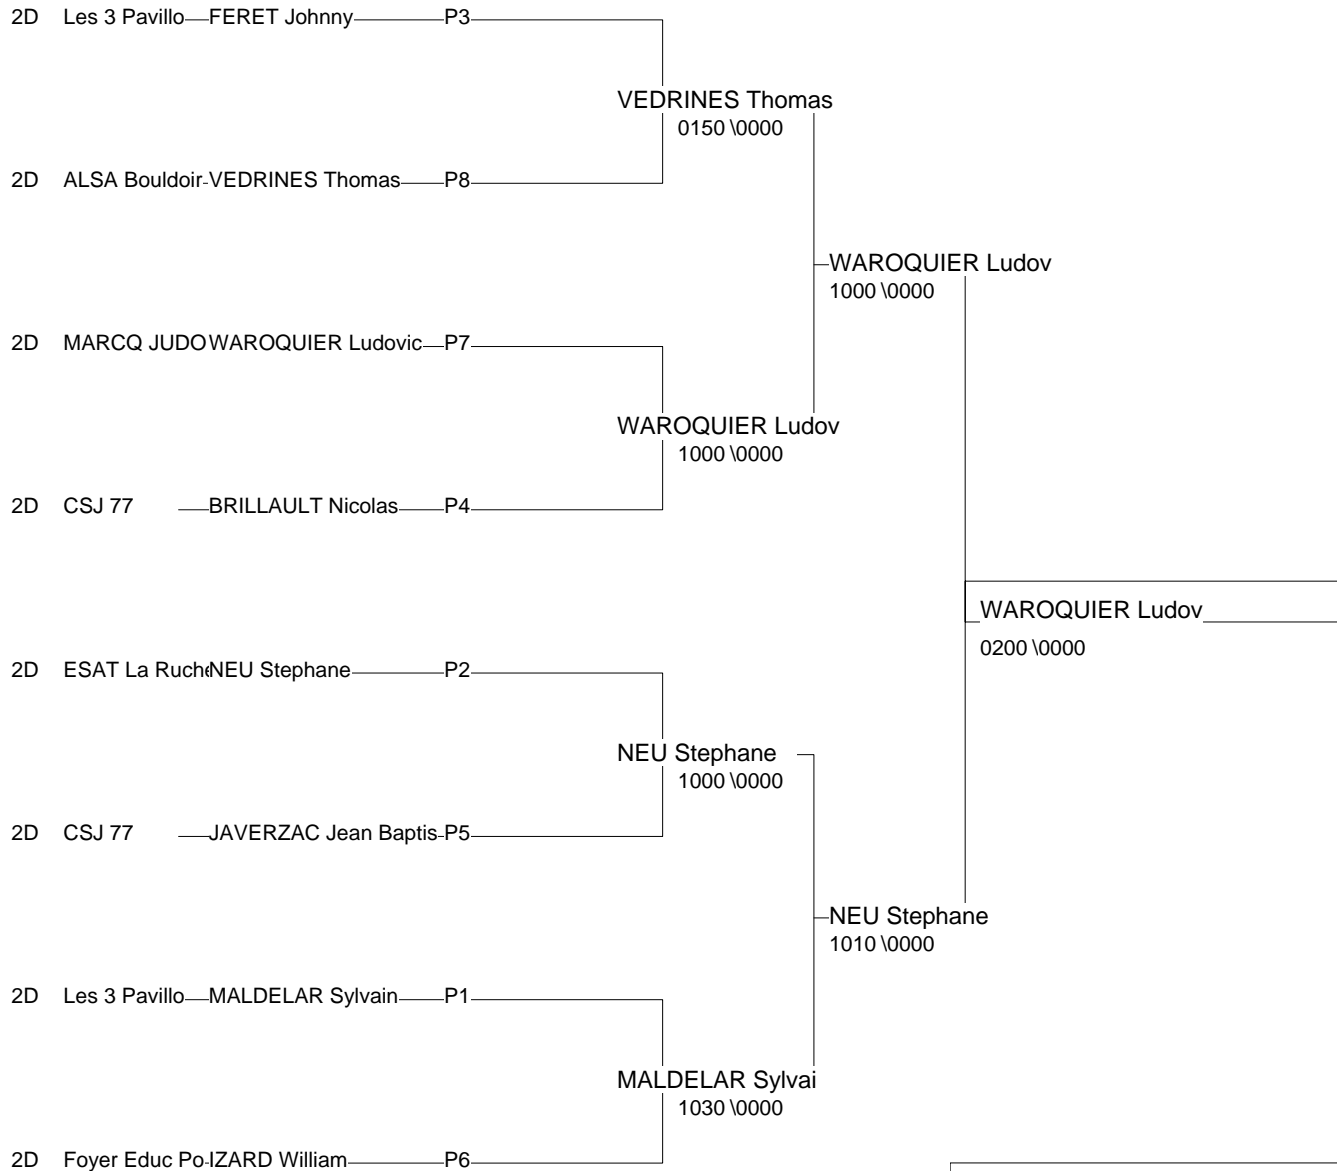 2D Les 3 Pavillo FERET Johnny P3
VEDRINES Thomas
0150 \0000
2D ALSA Bouldoir VEDRINES Thomas P8
WAROQUIER Ludov
1000 \0000
2D MARCQ JUDO WAROQUIER Ludovic P7
WAROQUIER Ludov
1000 \0000
2D CSJ 77 BRILLAULT Nicolas P4
WAROQUIER Ludov
0200 \0000
2D ESAT La Ruche NEU Stephane P2
NEU Stephane
1000 \0000
2D CSJ 77 JAVERZAC Jean Baptis P5
NEU Stephane
1010 \0000
2D Les 3 Pavillo MALDELAR Sylvain P1
MALDELAR Sylvai
1030 \0000
2D Foyer Educ Po IZARD William P6